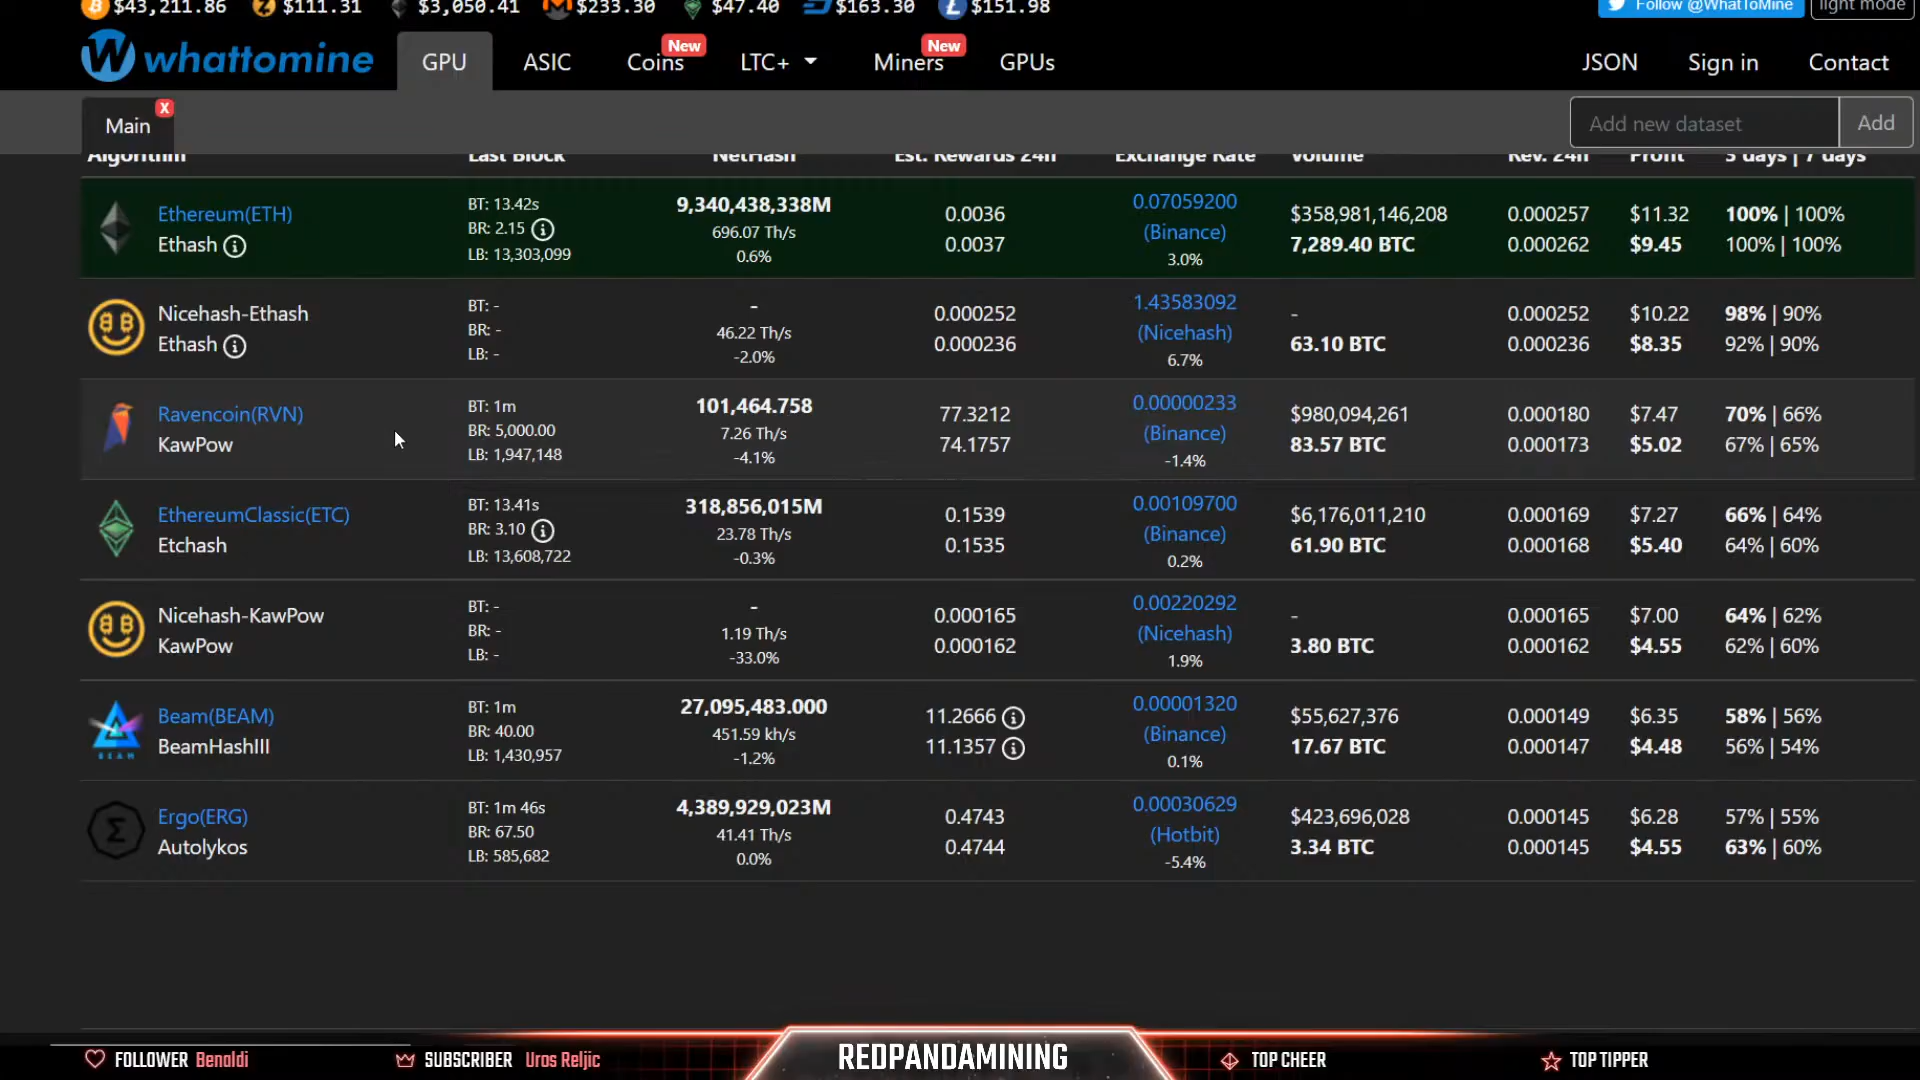 $43,211.86 $111.31 $3,050.41 $233.30 $47.40 $163.30 $151.98 Follow @WhatToMine light mode
whattomine GPU ASIC Coins New LTC+ Miners New GPUs JSON Sign in Contact
Main x Add new dataset Add
Algorithm Last Block NetHash Est. Rewards 24h Exchange Rate Volume Rev. 24h Profit 3 days | 7 days
Ethereum(ETH)
Ethash
BT: 13.42s
BR: 2.15
LB: 13,303,099
9,340,438,338M
696.07 Th/s
0.6%
0.0036
0.0037
0.07059200
(Binance)
3.0%
$358,981,146,208
7,289.40 BTC
0.000257
0.000262
$11.32
$9.45
100% | 100%
100% | 100%
Nicehash-Ethash
Ethash
BT: -
BR: -
LB: -
-
46.22 Th/s
-2.0%
0.000252
0.000236
1.43583092
(Nicehash)
6.7%
-
63.10 BTC
0.000252
0.000236
$10.22
$8.35
98% | 90%
92% | 90%
Ravencoin(RVN)
KawPow
BT: 1m
BR: 5,000.00
LB: 1,947,148
101,464.758
7.26 Th/s
-4.1%
77.3212
74.1757
0.00000233
(Binance)
-1.4%
$980,094,261
83.57 BTC
0.000180
0.000173
$7.47
$5.02
70% | 66%
67% | 65%
EthereumClassic(ETC)
Etchash
BT: 13.41s
BR: 3.10
LB: 13,608,722
318,856,015M
23.78 Th/s
-0.3%
0.1539
0.1535
0.00109700
(Binance)
0.2%
$6,176,011,210
61.90 BTC
0.000169
0.000168
$7.27
$5.40
66% | 64%
64% | 60%
Nicehash-KawPow
KawPow
BT: -
BR: -
LB: -
-
1.19 Th/s
-33.0%
0.000165
0.000162
0.00220292
(Nicehash)
1.9%
-
3.80 BTC
0.000165
0.000162
$7.00
$4.55
64% | 62%
62% | 60%
Beam(BEAM)
BeamHashIII
BEAM
BT: 1m
BR: 40.00
LB: 1,430,957
27,095,483.000
451.59 kh/s
-1.2%
11.2666
11.1357
0.00001320
(Binance)
0.1%
$55,627,376
17.67 BTC
0.000149
0.000147
$6.35
$4.48
58% | 56%
56% | 54%
Ergo(ERG)
Autolykos
BT: 1m 46s
BR: 67.50
LB: 585,682
4,389,929,023M
41.41 Th/s
0.0%
0.4743
0.4744
0.00030629
(Hotbit)
-5.4%
$423,696,028
3.34 BTC
0.000145
0.000145
$6.28
$4.55
57% | 55%
63% | 60%
FOLLOWER Benoldi SUBSCRIBER Uros Reljic REDPANDAMINING TOP CHEER TOP TIPPER